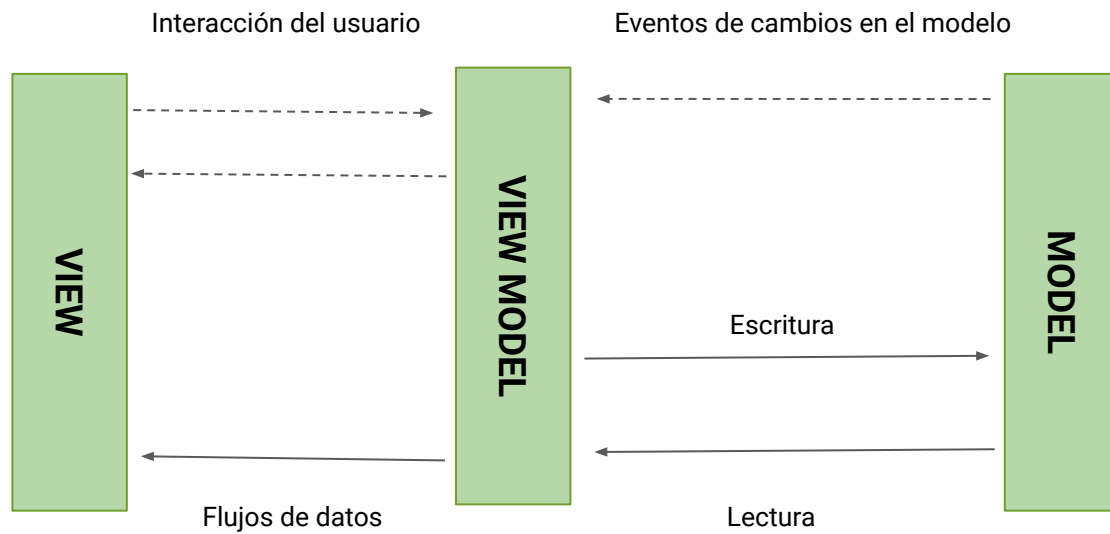 Interacción del usuario
Eventos de cambios en el modelo
VIEW
VIEW MODEL
MODEL
Escritura
Flujos de datos
Lectura